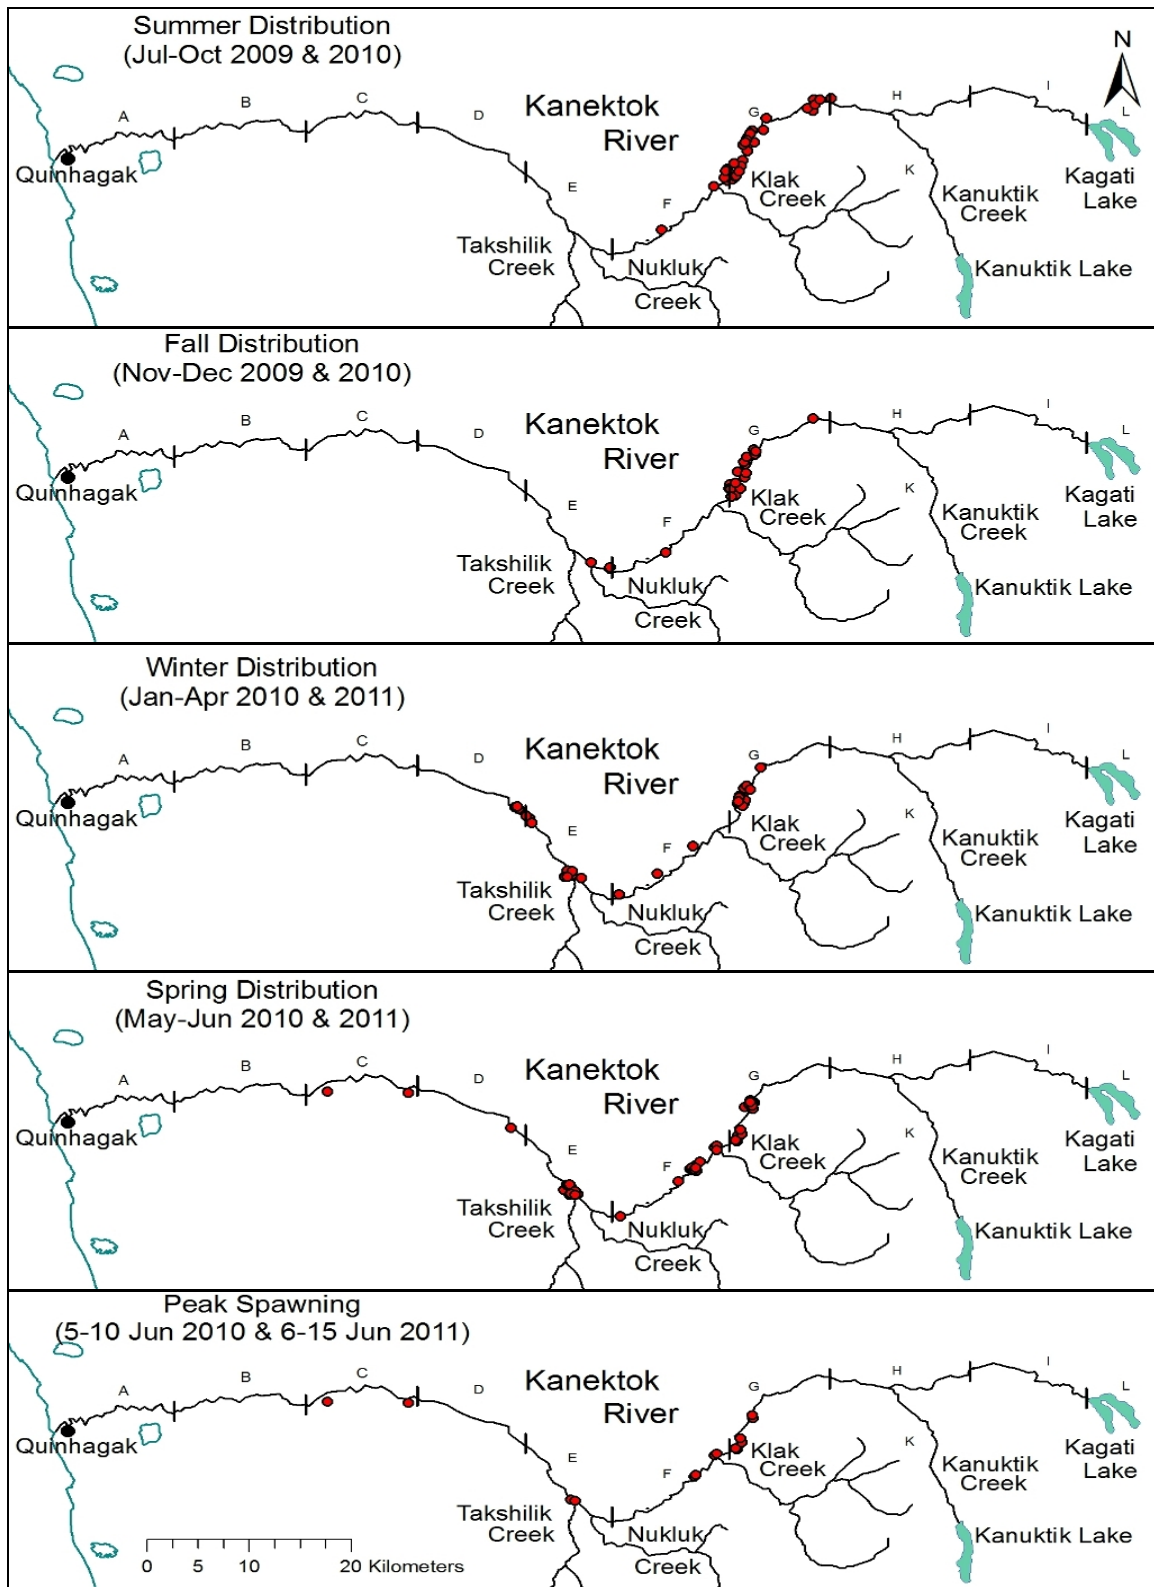 Summer Distribution
(Jul-Oct 2009 & 2010)
N
A
B
C
D
E
F
G
H
I
K
L
Kanektok
River
Quinhagak
Klak
Creek
Kanuktik
Creek
Kagati
Lake
Takshilik
Creek
Nukluk
Creek
Kanuktik Lake
Fall Distribution
(Nov-Dec 2009 & 2010)
A
B
C
D
E
F
G
H
I
K
L
Kanektok
River
Quinhagak
Klak
Creek
Kanuktik
Creek
Kagati
Lake
Takshilik
Creek
Nukluk
Creek
Kanuktik Lake
Winter Distribution
(Jan-Apr 2010 & 2011)
A
B
C
D
E
F
G
H
I
K
L
Kanektok
River
Quinhagak
Klak
Creek
Kanuktik
Creek
Kagati
Lake
Takshilik
Creek
Nukluk
Creek
Kanuktik Lake
Spring Distribution
(May-Jun 2010 & 2011)
A
B
C
D
E
F
G
H
I
K
L
Kanektok
River
Quinhagak
Klak
Creek
Kanuktik
Creek
Kagati
Lake
Takshilik
Creek
Nukluk
Creek
Kanuktik Lake
Peak Spawning
(5-10 Jun 2010 & 6-15 Jun 2011)
A
B
C
D
E
F
G
H
I
K
L
Kanektok
River
Quinhagak
Klak
Creek
Kanuktik
Creek
Kagati
Lake
Takshilik
Creek
Nukluk
Creek
Kanuktik Lake
0 5 10 20 Kilometers